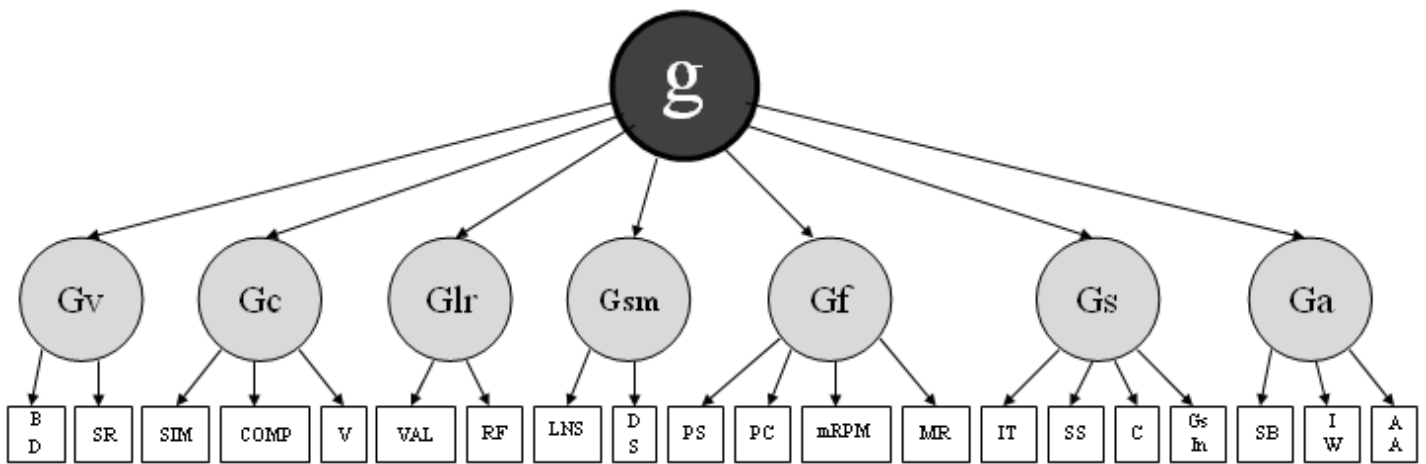 g
Gv Gc Glr Gsm Gf Gs Ga
B
D
SR SIM COMP V VAL RF LNS
D
S
PS PC mRPM MR IT SS C
Gs
In
SB
I
W
A
A